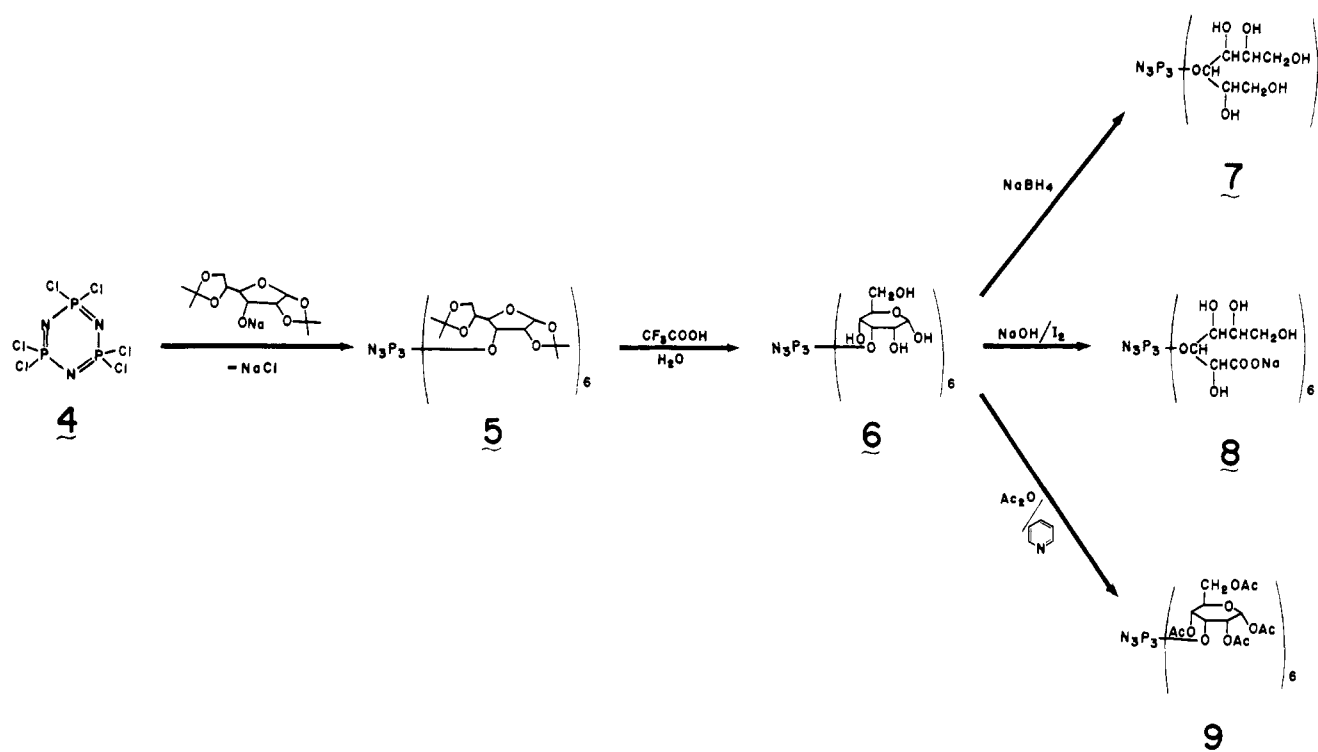 HO OH
CHCHCH₂OH
N₃P₃ OCH
CHCH₂OH
OH
7
NaBH₄
Cl Cl
P
N N
Cl P P Cl
Cl N Cl
4
O O O
O O
ONa O
-NaCl
N₃P₃ ( O O O O O O ) 6
5
CF₃COOH
H₂O
CH₂OH
O
HO OH OH
N₃P₃ O 6
6
NaOH/I₂
HO OH
CHCHCH₂OH
N₃P₃ OCH
CHCOONa
OH 6
8
Ac₂O
N
CH₂OAc
O
AcO OAc OAc
N₃P₃ O
6
9